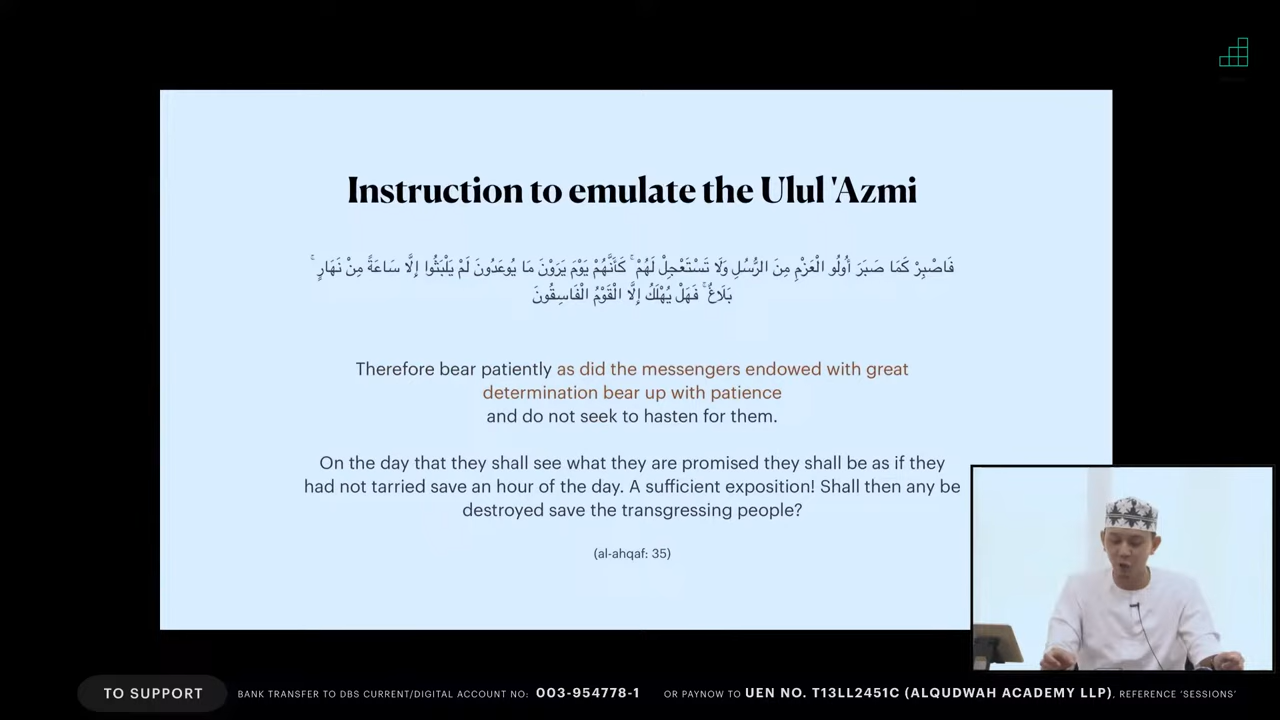 Instruction to emulate the Ulul 'Azmi
فَاصْبِرْ كَمَا صَبَرَ أُولُو الْعَزْمِ مِنَ الرُّسُلِ وَلَا تَسْتَعْجِلْ لَهُمْ ۚ كَأَنَّهُمْ يَوْمَ يَرَوْنَ مَا يُوعَدُونَ لَمْ يَلْبَثُوا إِلَّا سَاعَةً مِنْ نَهَارٍ ۚ
بَلَاغٌ ۚ فَهَلْ يُهْلَكُ إِلَّا الْقَوْمُ الْفَاسِقُونَ
Therefore bear patiently as did the messengers endowed with great
determination bear up with patience
and do not seek to hasten for them.
On the day that they shall see what they are promised they shall be as if they
had not tarried save an hour of the day. A sufficient exposition! Shall then any be
destroyed save the transgressing people?
(al-ahqaf: 35)
TO SUPPORT BANK TRANSFER TO DBS CURRENT/DIGITAL ACCOUNT NO: 003-954778-1 OR PAYNOW TO UEN NO. T13LL2451C (ALQUDWAH ACADEMY LLP), REFERENCE 'SESSIONS'